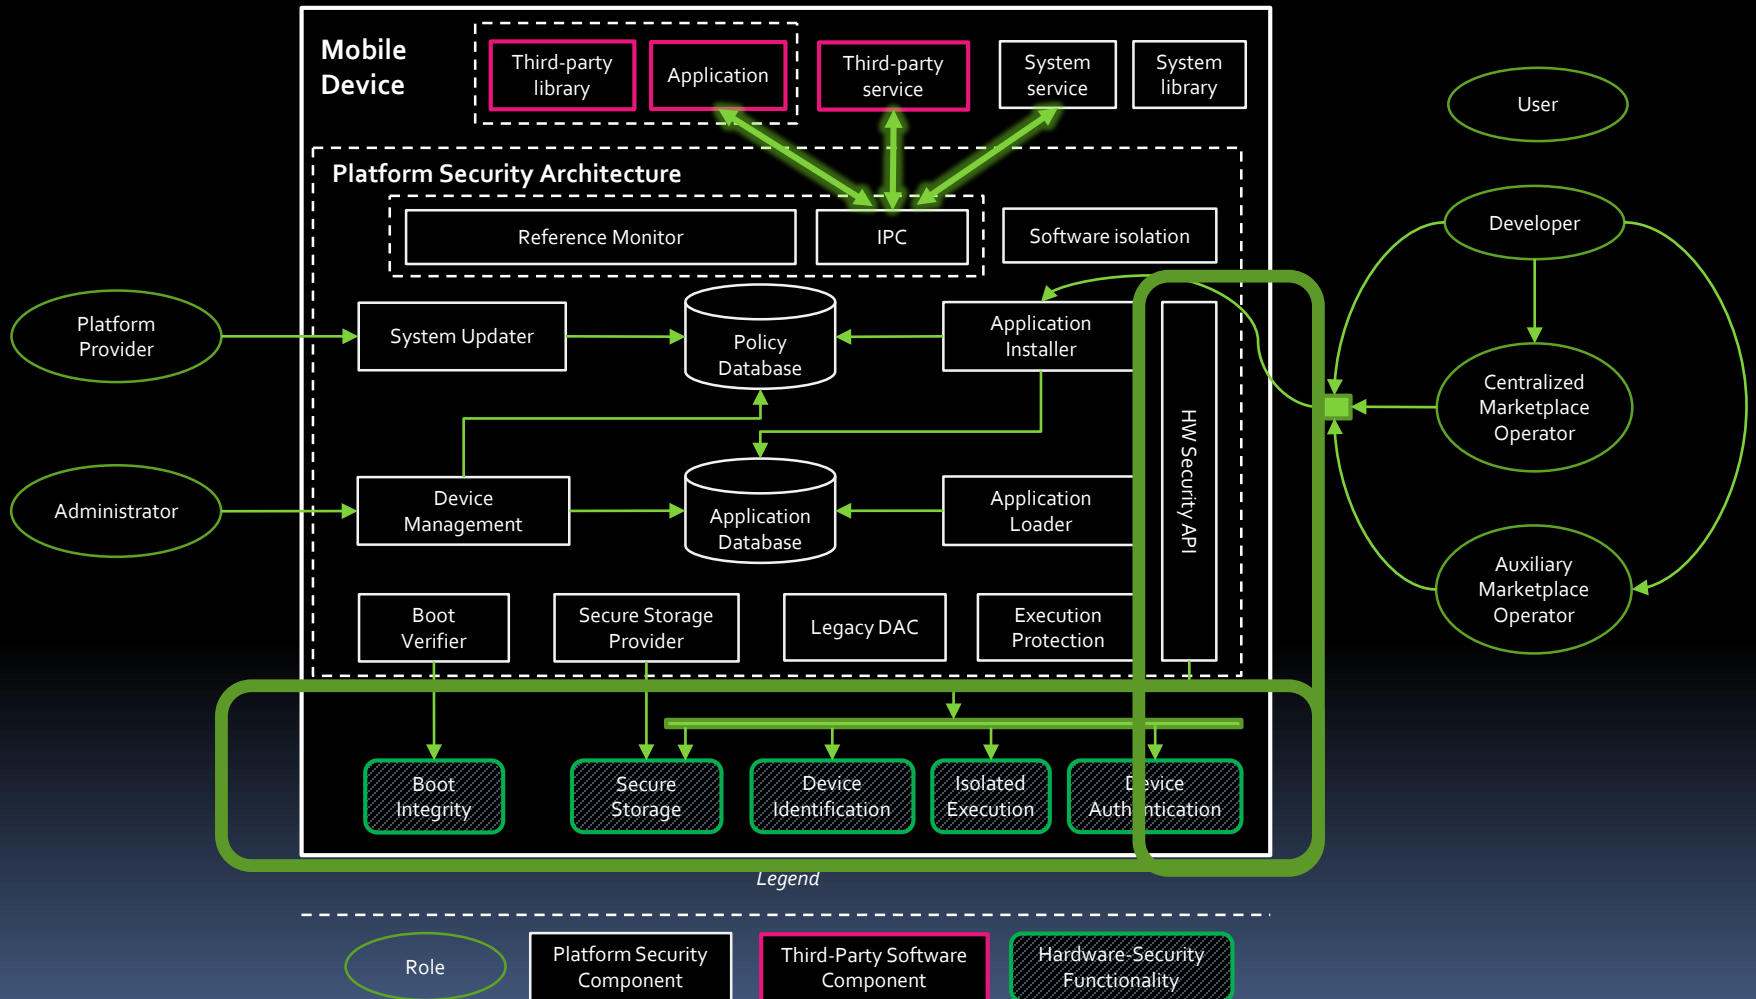 Mobile
Device
Third-party
library
Application
Third-party
service
System
service
System
library
User
Platform Security Architecture
Reference Monitor
IPC
Software isolation
Developer
Platform
Provider
System Updater
Policy
Database
Application
Installer
HW Security API
Centralized
Marketplace
Operator
Administrator
Device
Management
Application
Database
Application
Loader
Auxiliary
Marketplace
Operator
Boot
Verifier
Secure Storage
Provider
Legacy DAC
Execution
Protection
Boot
Integrity
Secure
Storage
Device
Identification
Isolated
Execution
Device
Authentication
Legend
Role
Platform Security
Component
Third-Party Software
Component
Hardware-Security
Functionality